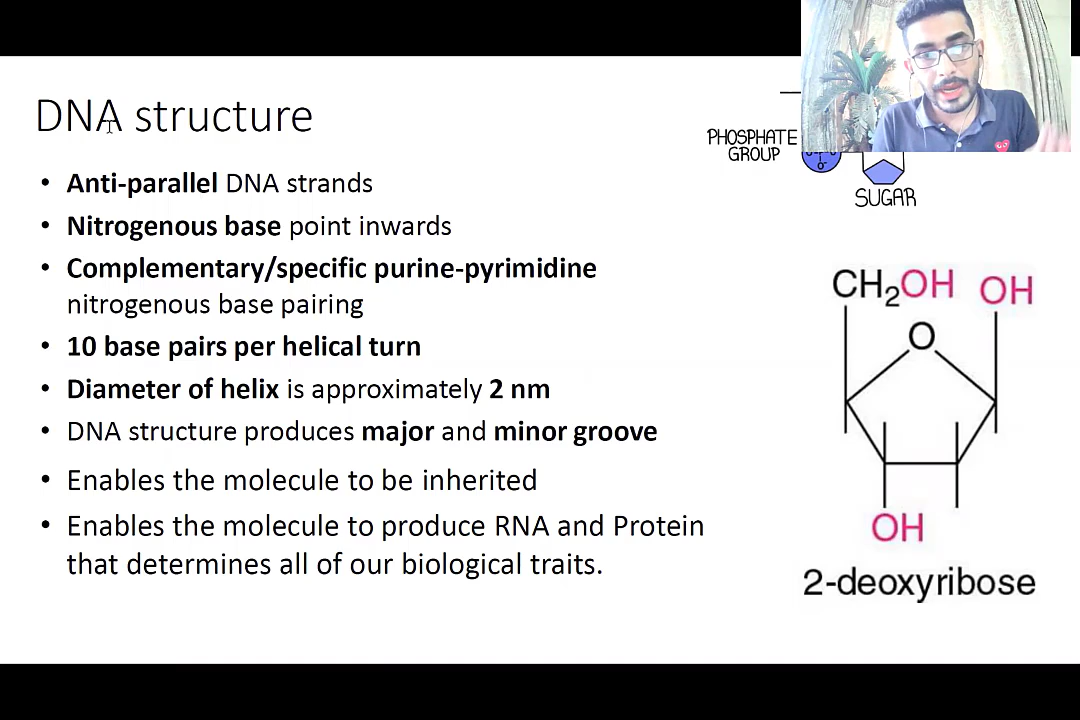 DNA structure
• Anti-parallel DNA strands
• Nitrogenous base point inwards
• Complementary/specific purine-pyrimidine
nitrogenous base pairing
• 10 base pairs per helical turn
• Diameter of helix is approximately 2 nm
• DNA structure produces major and minor groove
• Enables the molecule to be inherited
• Enables the molecule to produce RNA and Protein
that determines all of our biological traits.
PHOSPHATE
GROUP
SUGAR
CH₂OH OH
O
OH
2-deoxyribose